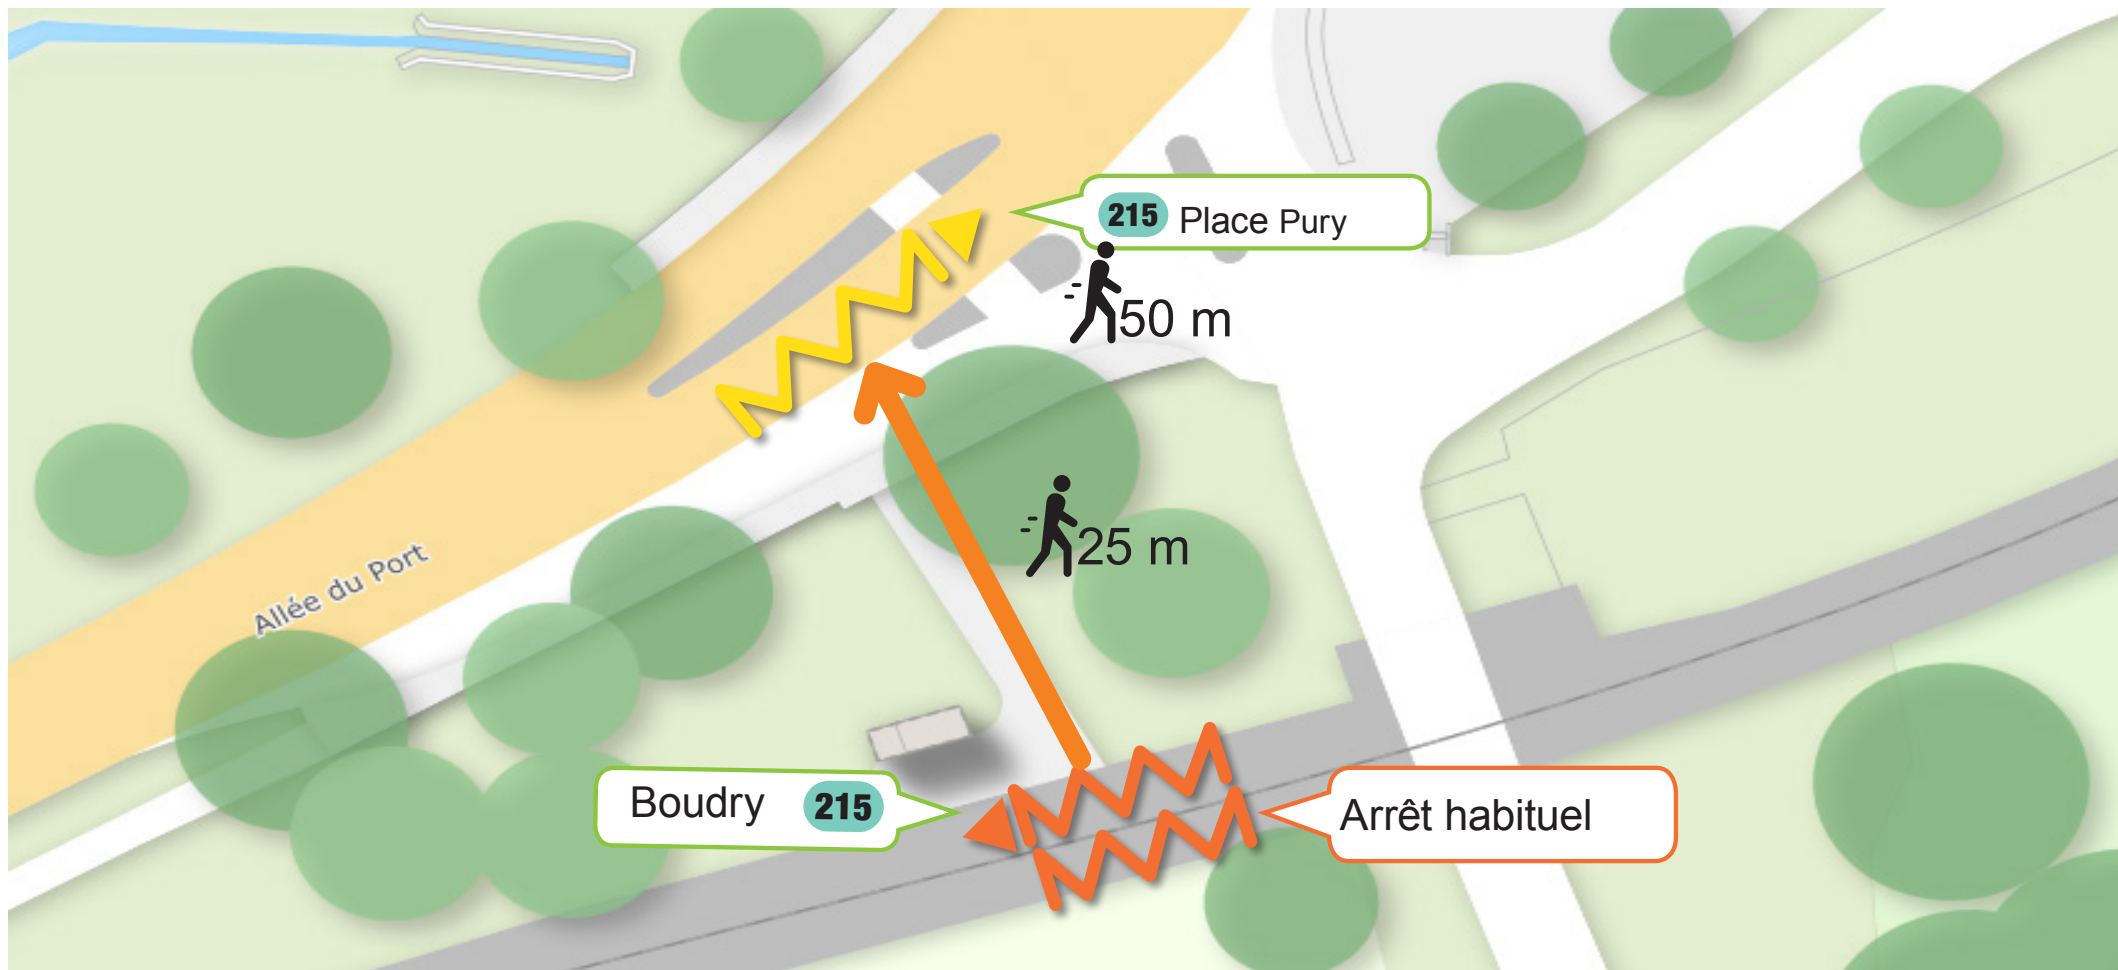 215 Place Pury
50 m
25 m
Allée du Port
Boudry 215
Arrêt habituel